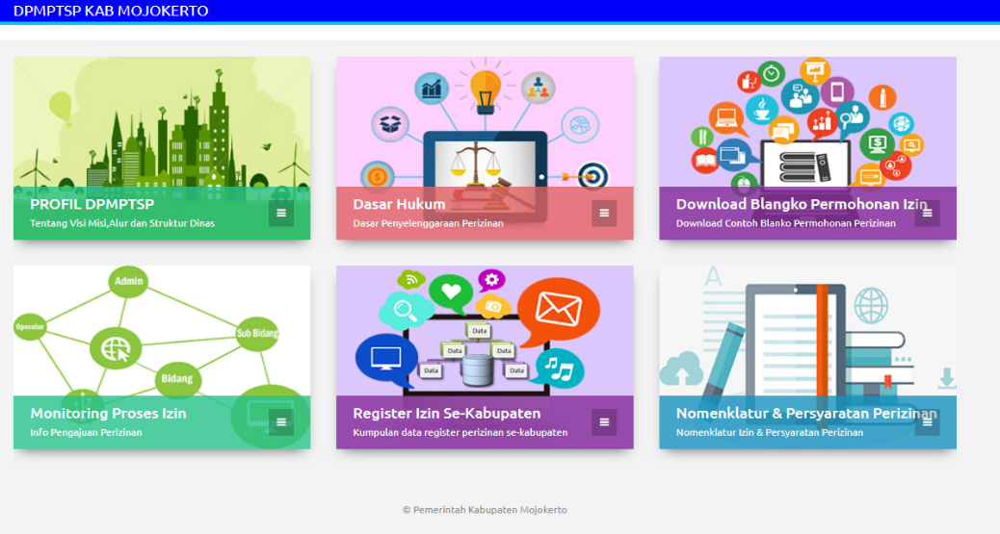 DPMPTSP KAB MOJOKERTO
PROFIL DPMPTSP
Tentang Visi Misi,Alur dan Struktur Dinas
Dasar Hukum
Dasar Penyelenggaraan Perizinan
Download Blangko Permohonan Izin
Download Contoh Blanko Permohonan Perizinan
Admin
Operator
Sub Bidang
Bidang
Monitoring Proses Izin
Info Pengajuan Perizinan
Data
Data
Data
Data
Data
Register Izin Se-Kabupaten
Kumpulan data register perizinan se-kabupaten
A
Nomenklatur & Persyaratan Perizinan
Nomenklatur Izin & Persyaratan Perizinan
© Pemerintah Kabupaten Mojokerto